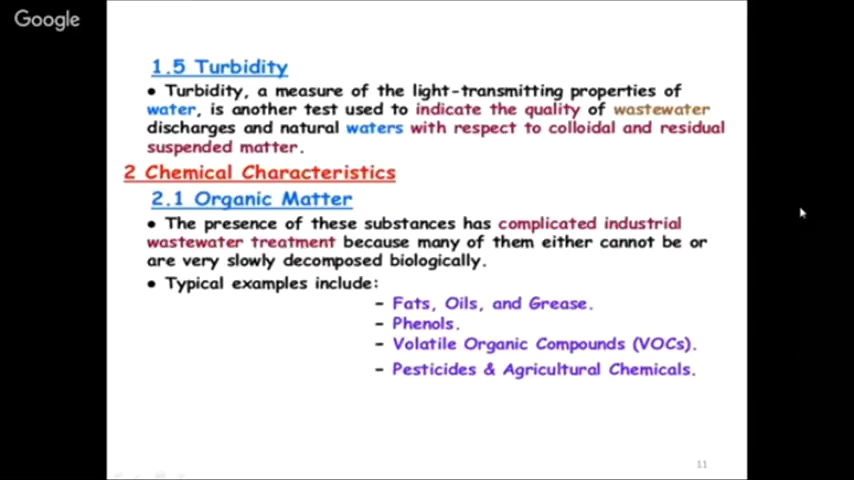 Google
1.5 Turbidity
• Turbidity, a measure of the light-transmitting properties of
water, is another test used to indicate the quality of wastewater
discharges and natural waters with respect to colloidal and residual
suspended matter.
2 Chemical Characteristics
2.1 Organic Matter
• The presence of these substances has complicated industrial
wastewater treatment because many of them either cannot be or
are very slowly decomposed biologically.
• Typical examples include:
– Fats, Oils, and Grease.
– Phenols.
– Volatile Organic Compounds (VOCs).
– Pesticides & Agricultural Chemicals.
11